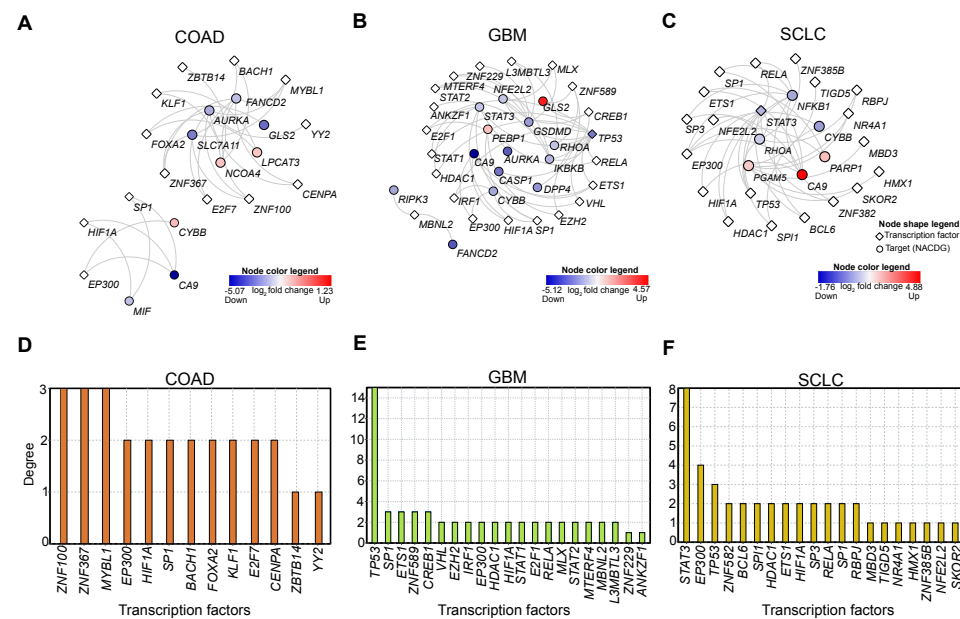 A
COAD
ZBTB14
BACH1
MYBL1
KLF1
FANCD2
AURKA
GLS2
YY2
FOXA2
SLC7A11
LPCAT3
NCOA4
ZNF367
CENPA
E2F7
ZNF100
SP1
HIF1A
CYBB
EP300
CA9
MIF
Node color legend
-5.07 log2 fold change 1.23
Down Up
B
GBM
L3MBTL3
MLX
ZNF229
MTERF4
NFE2L2
ZNF589
STAT2
GLS2
ANKZF1
STAT3
CREB1
GSDMD
E2F1
PEBP1
TP53
RHOA
STAT1
AURKA
CA9
IKBKB
RELA
HDAC1
CASP1
DPP4
ETS1
RIPK3
IRF1
CYBB
VHL
MBNL2
EP300
HIF1A
SP1
EZH2
FANCD2
Node color legend
-5.12 log2 fold change 4.57
Down Up
C
SCLC
RELA
ZNF385B
SP1
TIGD5
RBPJ
ETS1
NFKB1
STAT3
NR4A1
SP3
NFE2L2
CYBB
RHOA
MBD3
EP300
PGAM5
PARP1
HMX1
CA9
SKOR2
HIF1A
TP53
ZNF382
HDAC1
SPI1
BCL6
Node shape legend
Transcription factor
Target (NACDG)
Node color legend
-1.76 log2 fold change 4.88
Down Up
D
COAD
Degree
3
2
1
0
ZNF100
ZNF367
MYBL1
EP300
HIF1A
SP1
BACH1
FOXA2
KLF1
E2F7
CENPA
ZBTB14
YY2
Transcription factors
E
GBM
14
12
10
8
6
4
2
0
TP53
SP1
ETS1
ZNF589
CREB1
VHL
EZH2
IRF1
EP300
HDAC1
HIF1A
STAT1
E2F1
RELA
MLX
STAT2
MTERF4
MBNL2
L3MBTL3
ZNF229
ANKZF1
Transcription factors
F
SCLC
8
7
6
5
4
3
2
1
0
STAT3
EP300
TP53
ZNF582
BCL6
SPI1
HDAC1
ETS1
HIF1A
SP3
RELA
SP1
RBPJ
MBD3
TIGD5
NR4A1
HMX1
ZNF385B
NFE2L2
SKOR2
Transcription factors